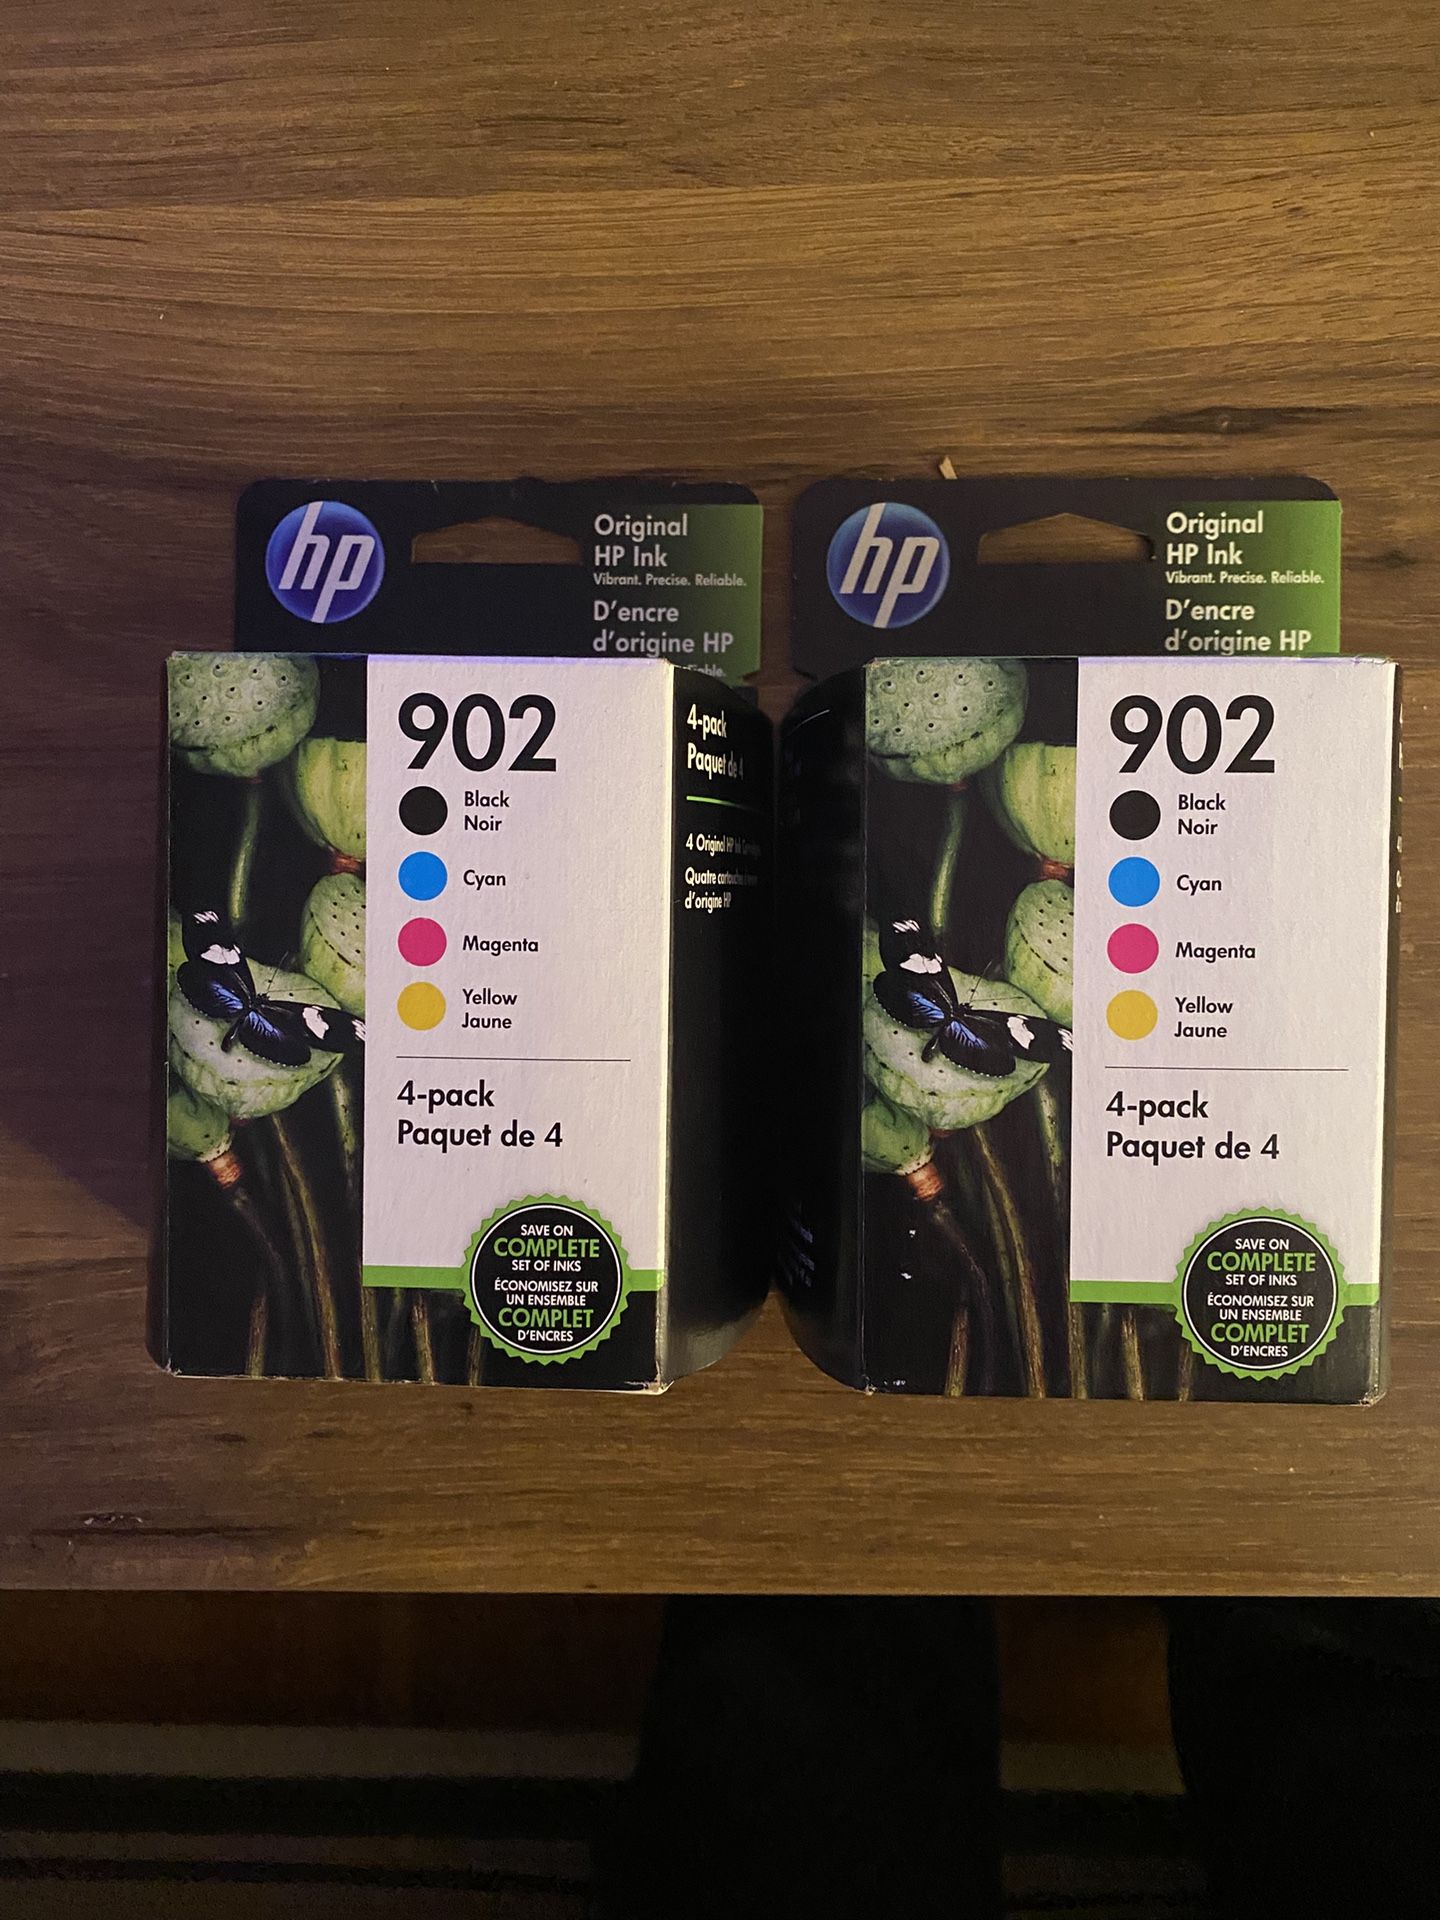 hp
Original
HP Ink
Vibrant. Precise. Reliable.
D'encre
d'origine HP
902
Black
Noir
Cyan
Magenta
Yellow
Jaune
4-pack
Paquet de 4
SAVE ON
COMPLETE
SET OF INKS
ÉCONOMISEZ SUR
UN ENSEMBLE
COMPLET
D'ENCRES
4-pack
Paquet de 4
4 Original HP Ink
Quatre cartouches
d'origine HP
hp
Original
HP Ink
Vibrant. Precise. Reliable.
D'encre
d'origine HP
902
Black
Noir
Cyan
Magenta
Yellow
Jaune
4-pack
Paquet de 4
SAVE ON
COMPLETE
SET OF INKS
ÉCONOMISEZ SUR
UN ENSEMBLE
COMPLET
D'ENCRES